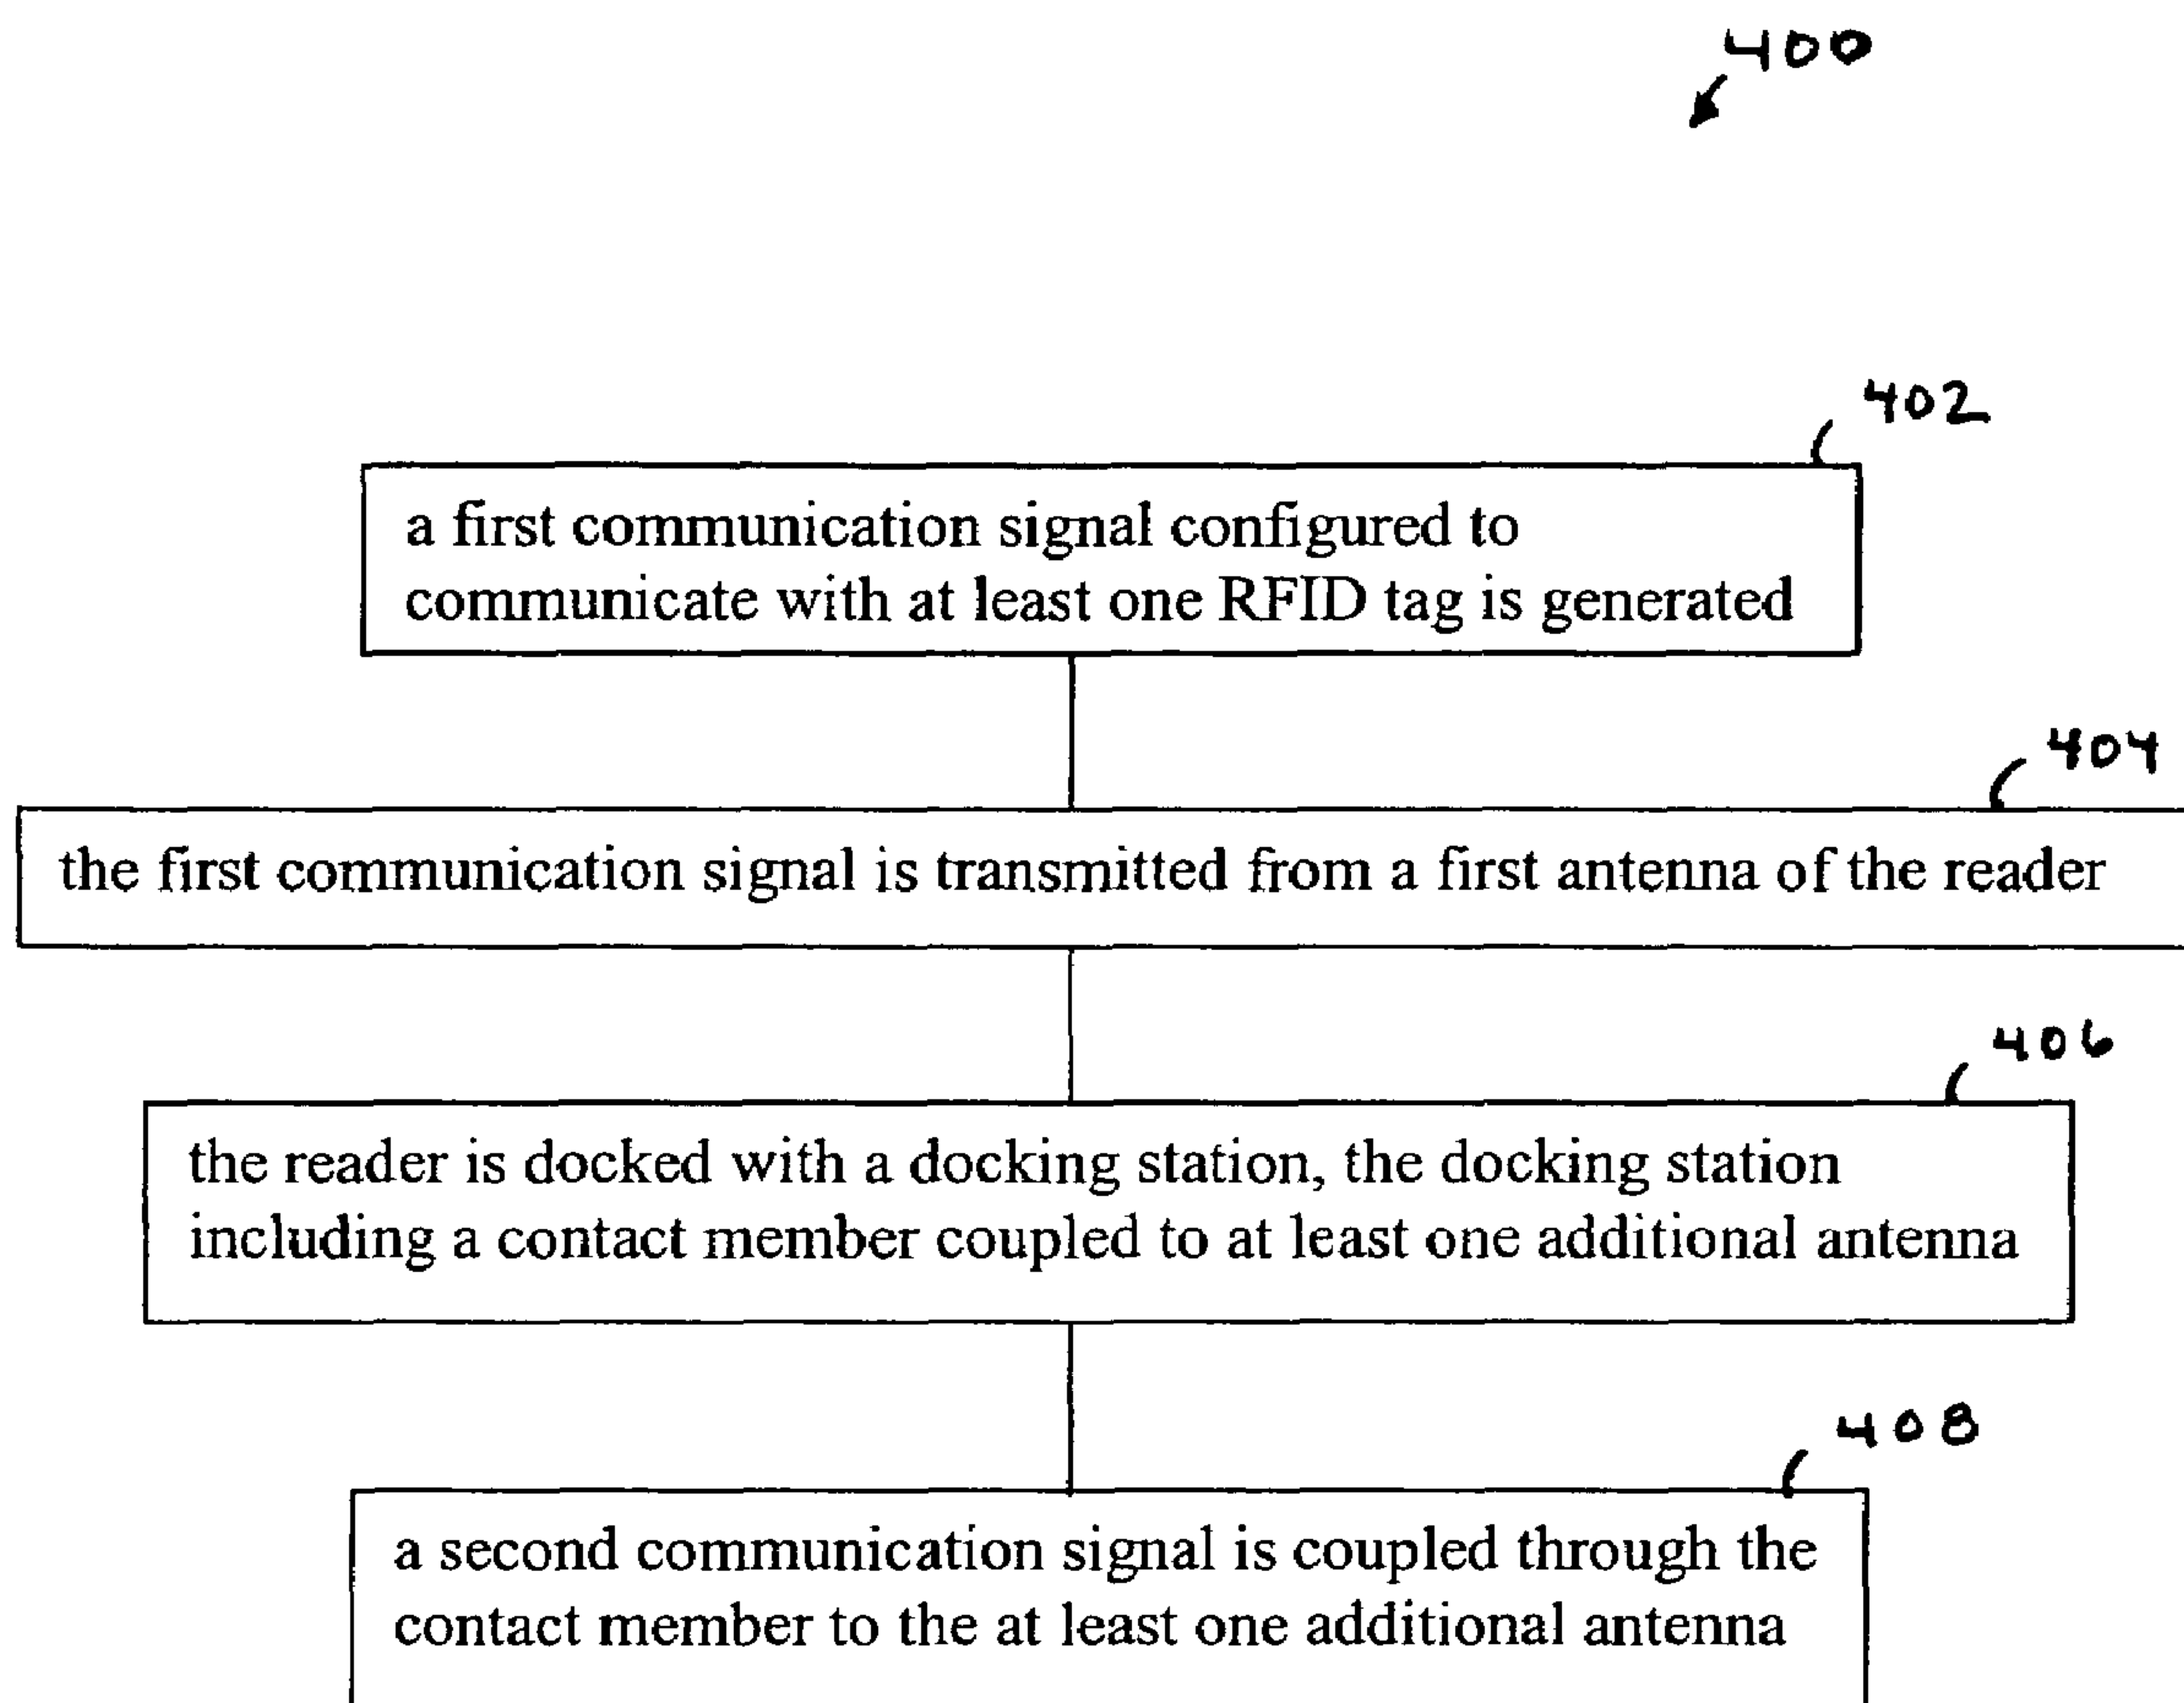 400
402
a first communication signal configured to
communicate with at least one RFID tag is generated
404
the first communication signal is transmitted from a first antenna of the reader
406
the reader is docked with a docking station, the docking station
including a contact member coupled to at least one additional antenna
408
a second communication signal is coupled through the
contact member to the at least one additional antenna